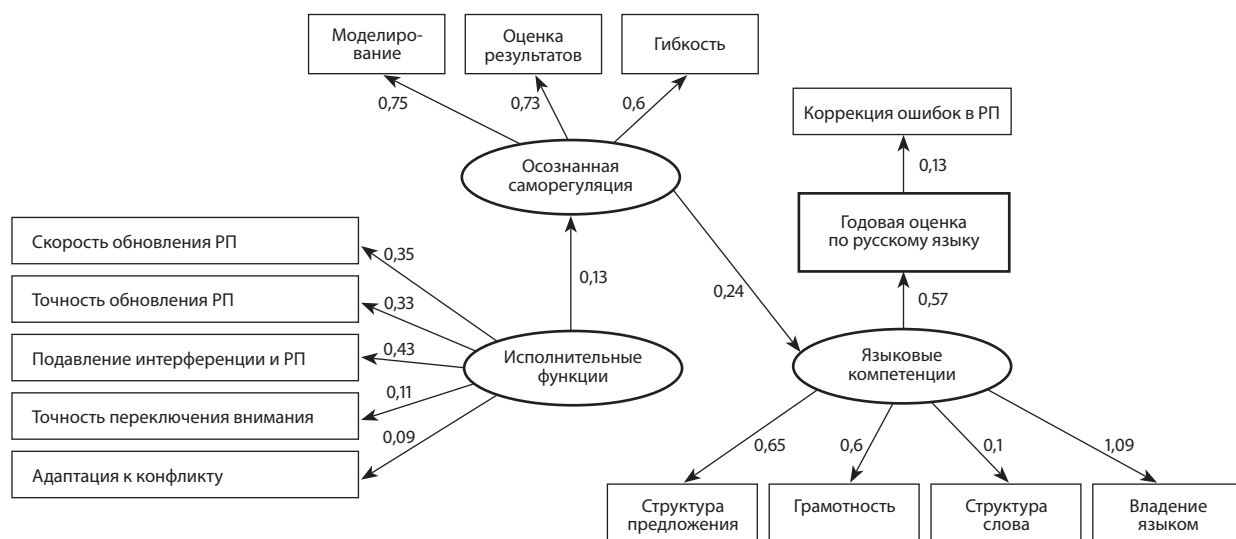 Моделиро-
вание
Оценка
результатов
Гибкость
0,75
0,73
0,6
Коррекция ошибок в РП
0,13
Осознанная
саморегуляция
Годовая оценка
по русскому языку
Скорость обновления РП
0,35
Точность обновления РП
0,33
0,13
0,24
0,57
Подавление интерференции и РП
0,43
Исполнительные
функции
Языковые
компетенции
Точность переключения внимания
0,11
0,09
Адаптация к конфликту
0,65
0,6
0,1
1,09
Структура
предложения
Грамотность
Структура
слова
Владение
языком